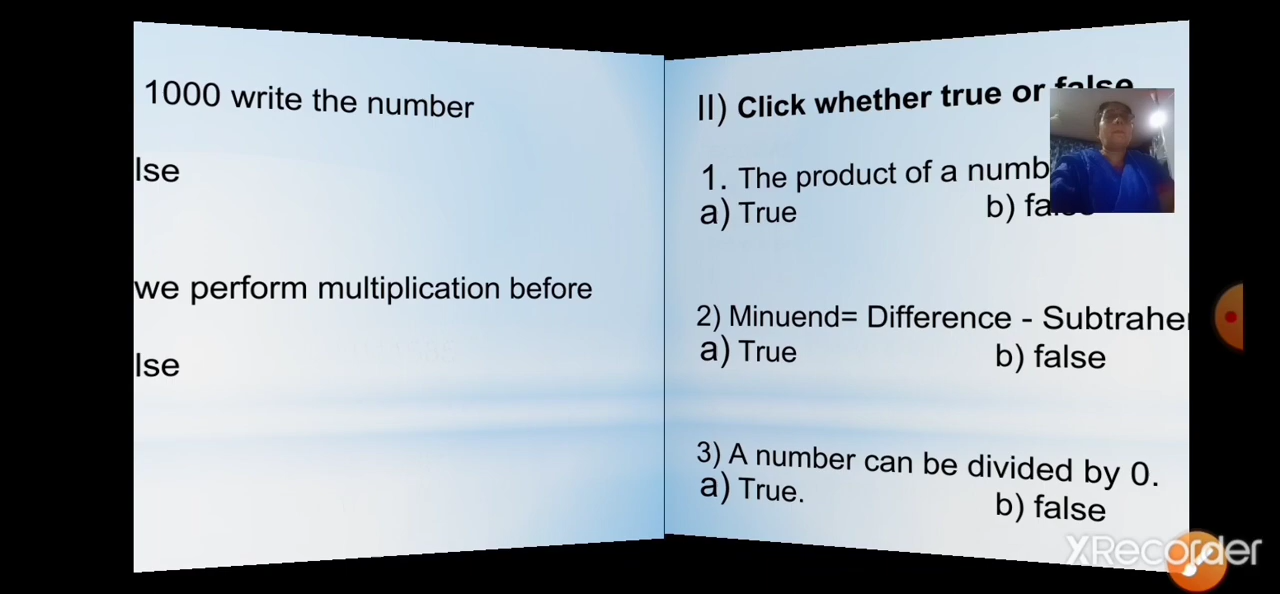 1000 write the number
lse
we perform multiplication before
lse
II) Click whether true or false
1. The product of a numb
a) True b) false
2) Minuend= Difference - Subtrahe
a) True b) false
3) A number can be divided by 0.
a) True. b) false
XRecorder